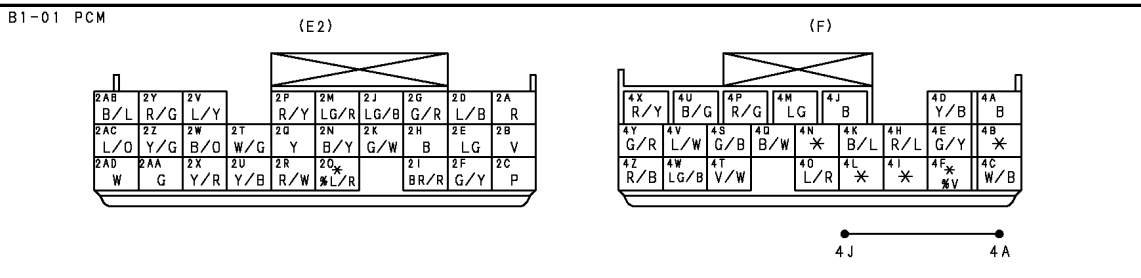 B1-01 PCM
(E2) (F)
2AB 2Y 2V 2P 2M 2J 2G 2D 2A
B/L R/G L/Y R/Y LG/R LG/B G/R L/B R
2AC 2Z 2W 2T 2Q 2N 2K 2H 2E 2B
L/O Y/G B/O W/G Y B/Y G/W B LG V
2AD 2AA 2X 2U 2R 2O 2I 2F 2C
W G Y/R Y/B R/W * %L/R BR/R G/Y P
4X 4U 4R 4M 4J 4D 4A
R/Y B/G R/G LG B Y/B B
4Y 4V 4S 4Q 4N 4K 4H 4E 4B
G/R L/W G/B B/W * B/L R/L G/Y *
4Z 4W 4T 4O 4L 4I 4F 4C
R/B LG/B V/W L/R * * * %V W/B
4J 4A